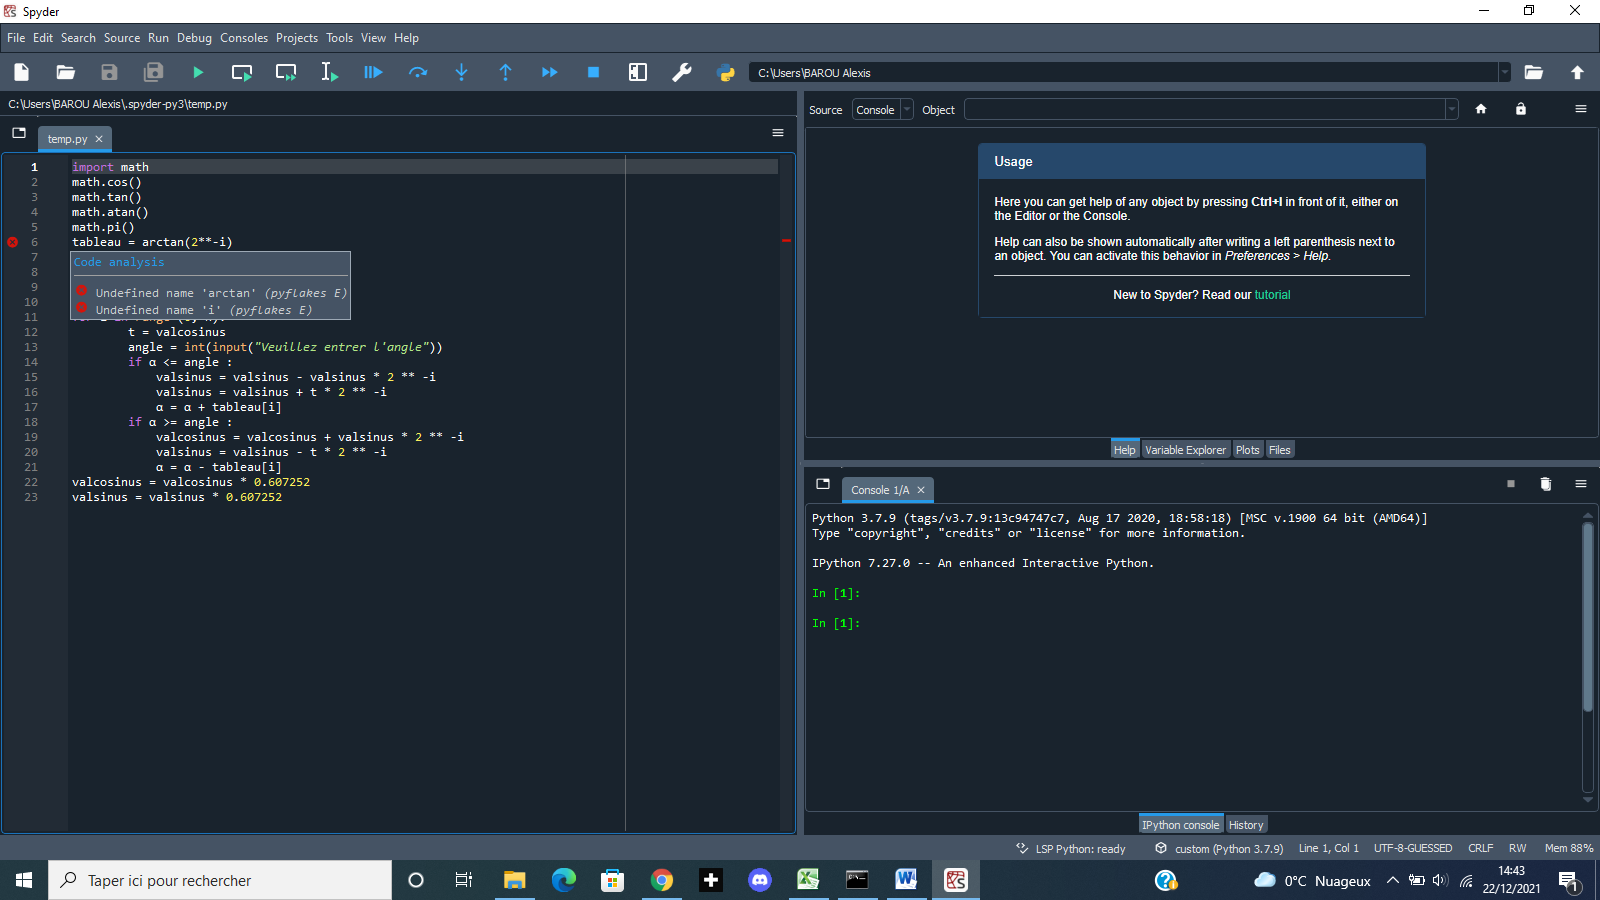 Spyder
File Edit Search Source Run Debug Consoles Projects Tools View Help
C:\Users\BAROU Alexis
C:\Users\BAROU Alexis\.spyder-py3\temp.py
temp.py
1 import math
2 math.cos()
3 math.tan()
4 math.atan()
5 math.pi()
6 tableau = arctan(2**-i)
7
8
9
10
11
Code analysis
Undefined name 'arctan' (pyflakes E)
Undefined name 'i' (pyflakes E)
12 t = valcosinus
13 angle = int(input("Veuillez entrer l'angle"))
14 if α <= angle :
15 valsinus = valsinus - valsinus * 2 ** -i
16 valsinus = valsinus + t * 2 ** -i
17 α = α + tableau[i]
18 if α >= angle :
19 valcosinus = valcosinus + valsinus * 2 ** -i
20 valsinus = valsinus - t * 2 ** -i
21 α = α - tableau[i]
22 valcosinus = valcosinus * 0.607252
23 valsinus = valsinus * 0.607252
Source Console Object
Usage
Here you can get help of any object by pressing Ctrl+I in front of it, either on
the Editor or the Console.
Help can also be shown automatically after writing a left parenthesis next to
an object. You can activate this behavior in Preferences > Help.
New to Spyder? Read our tutorial
Help Variable Explorer Plots Files
Console 1/A
Python 3.7.9 (tags/v3.7.9:13c94747c7, Aug 17 2020, 18:58:18) [MSC v.1900 64 bit (AMD64)]
Type "copyright", "credits" or "license" for more information.
IPython 7.27.0 -- An enhanced Interactive Python.
In [1]:
In [1]:
IPython console History
LSP Python: ready custom (Python 3.7.9) Line 1, Col 1 UTF-8-GUESSED CRLF RW Mem 88%
Taper ici pour rechercher
0°C Nuageux
14:43
22/12/2021
1